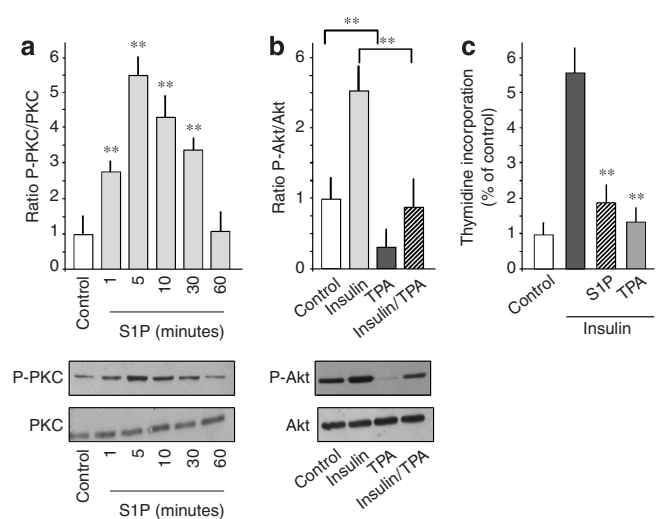 a
Ratio P-PKC/PKC
6
5
4
3
2
1
0
**
**
**
**
Control
1
5
10
30
60
S1P (minutes)
P-PKC
PKC
Control
1
5
10
30
60
S1P (minutes)
b
Ratio P-Akt/Akt
6
2
1
0
**
**
Control
Insulin
TPA
Insulin/TPA
P-Akt
Akt
Control
Insulin
TPA
Insulin/TPA
c
Thymidine incorporation
(% of control)
6
5
4
2
1
0
**
**
Control
S1P
TPA
Insulin